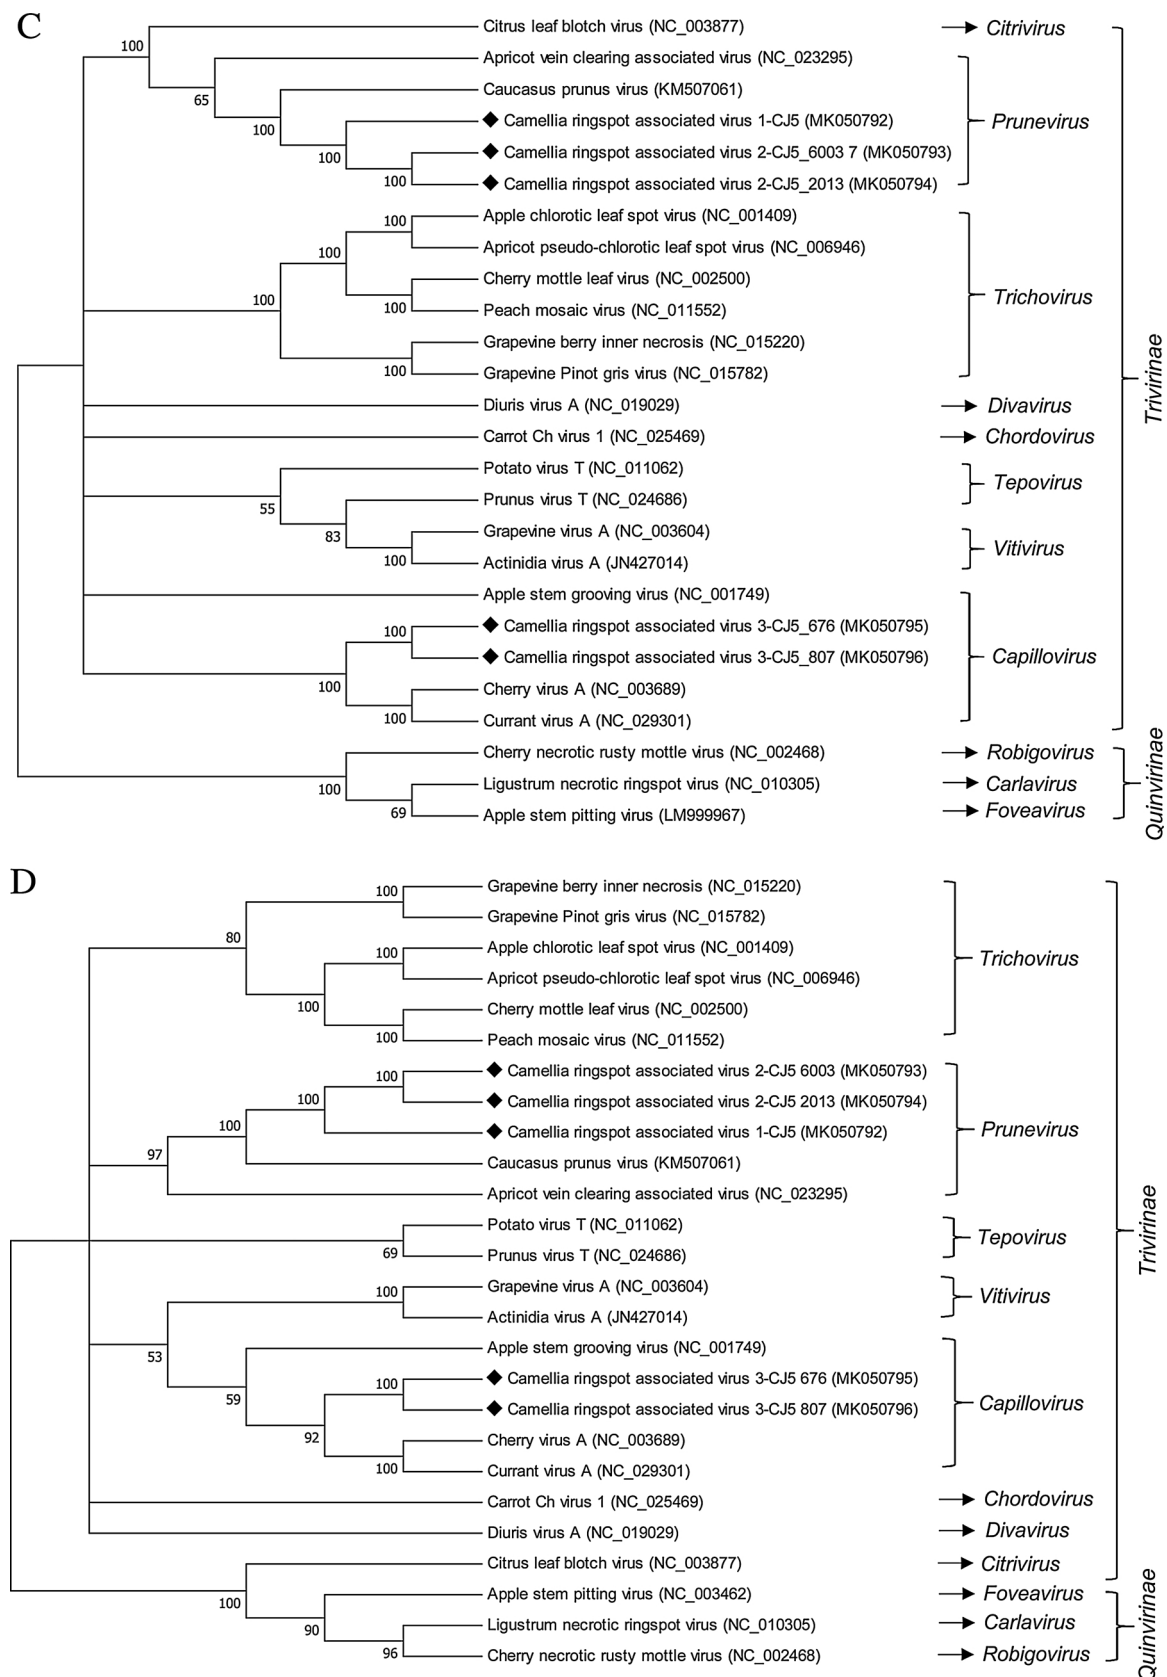 C
Citrus leaf blotch virus (NC_003877)
Citrivirus
100
Apricot vein clearing associated virus (NC_023295)
65
Caucasus prunus virus (KM507061)
100
Camellia ringspot associated virus 1-CJ5 (MK050792)
Prunevirus
100
Camellia ringspot associated virus 2-CJ5_6003 7 (MK050793)
100
Camellia ringspot associated virus 2-CJ5_2013 (MK050794)
100
Apple chlorotic leaf spot virus (NC_001409)
100
Apricot pseudo-chlorotic leaf spot virus (NC_006946)
Cherry mottle leaf virus (NC_002500)
100
Trichovirus
100
Peach mosaic virus (NC_011552)
Grapevine berry inner necrosis (NC_015220)
100
Grapevine Pinot gris virus (NC_015782)
Trivirinae
Diuris virus A (NC_019029)
Divavirus
Carrot Ch virus 1 (NC_025469)
Chordovirus
Potato virus T (NC_011062)
Tepovirus
55
Prunus virus T (NC_024686)
83
Grapevine virus A (NC_003604)
Vitivirus
100
Actinidia virus A (JN427014)
Apple stem grooving virus (NC_001749)
100
Camellia ringspot associated virus 3-CJ5_676 (MK050795)
Camellia ringspot associated virus 3-CJ5_807 (MK050796)
Capillovirus
100
Cherry virus A (NC_003689)
100
Currant virus A (NC_029301)
Cherry necrotic rusty mottle virus (NC_002468)
Robigovirus
100
Ligustrum necrotic ringspot virus (NC_010305)
Carlavirus
Quinvirinae
69
Apple stem pitting virus (LM999967)
Foveavirus
D
100
Grapevine berry inner necrosis (NC_015220)
Grapevine Pinot gris virus (NC_015782)
80
Apple chlorotic leaf spot virus (NC_001409)
100
Trichovirus
Apricot pseudo-chlorotic leaf spot virus (NC_006946)
100
Cherry mottle leaf virus (NC_002500)
100
Peach mosaic virus (NC_011552)
100
Camellia ringspot associated virus 2-CJ5 6003 (MK050793)
100
Camellia ringspot associated virus 2-CJ5 2013 (MK050794)
100
Camellia ringspot associated virus 1-CJ5 (MK050792)
Prunevirus
97
Caucasus prunus virus (KM507061)
Apricot vein clearing associated virus (NC_023295)
Trivirinae
Potato virus T (NC_011062)
Tepovirus
69
Prunus virus T (NC_024686)
100
Grapevine virus A (NC_003604)
Vitivirus
Actinidia virus A (JN427014)
53
Apple stem grooving virus (NC_001749)
59
100
Camellia ringspot associated virus 3-CJ5 676 (MK050795)
Capillovirus
Camellia ringspot associated virus 3-CJ5 807 (MK050796)
92
Cherry virus A (NC_003689)
100
Currant virus A (NC_029301)
Carrot Ch virus 1 (NC_025469)
Chordovirus
Diuris virus A (NC_019029)
Divavirus
Citrus leaf blotch virus (NC_003877)
Citrivirus
100
Apple stem pitting virus (NC_003462)
Foveavirus
90
Ligustrum necrotic ringspot virus (NC_010305)
Carlavirus
Quinvirinae
96
Cherry necrotic rusty mottle virus (NC_002468)
Robigovirus